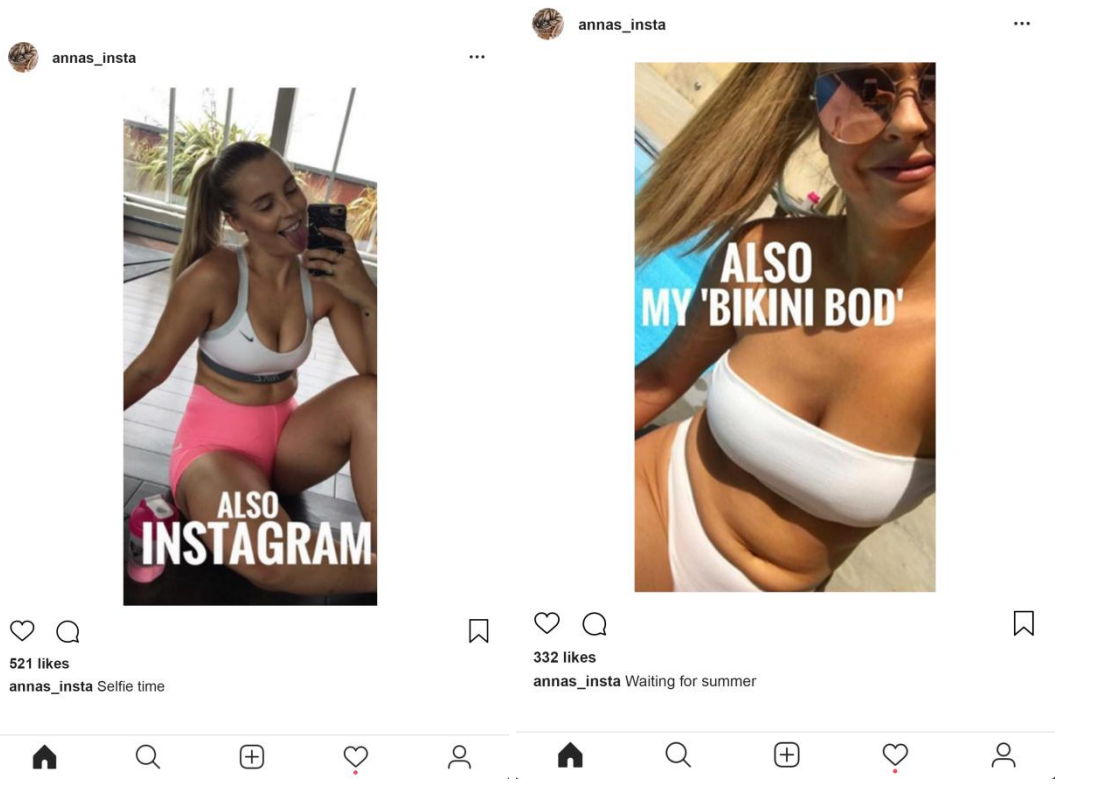 annas_insta
ALSO
INSTAGRAM
521 likes
annas_insta Selfie time
annas_insta
ALSO
MY 'BIKINI BOD'
332 likes
annas_insta Waiting for summer